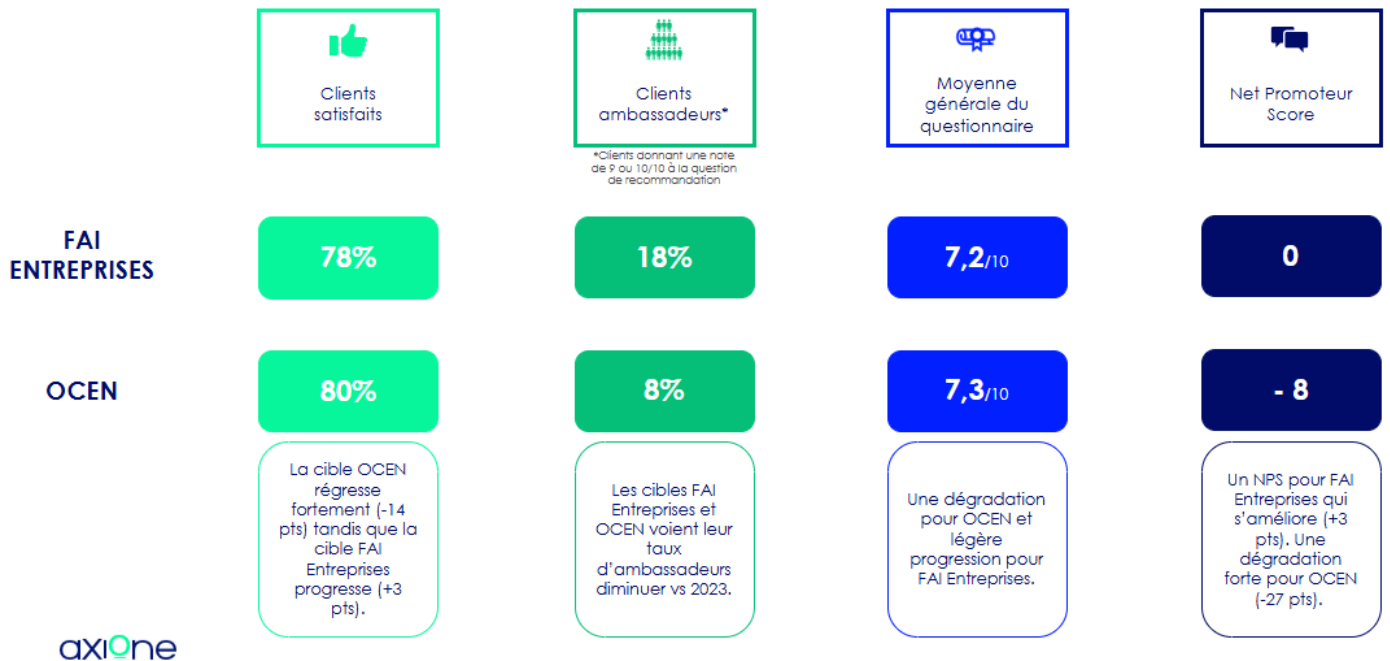 Clients
satisfaits
Clients
ambassadeurs*
*Clients donnant une note
de 9 ou 10/10 à la question
de recommandation
Moyenne
générale du
questionnaire
Net Promoteur
Score
FAI
ENTREPRISES
78%
18%
7,2/10
0
OCEN
80%
8%
7,3/10
- 8
La cible OCEN
régresse
fortement (-14
pts) tandis que la
cible FAI
Entreprises
progresse (+3
pts).
Les cibles FAI
Entreprises et
OCEN voient leur
taux
d'ambassadeurs
diminuer vs 2023.
Une dégradation
pour OCEN et
légère
progression pour
FAI Entreprises.
Un NPS pour FAI
Entreprises qui
s'améliore (+3
pts). Une
dégradation
forte pour OCEN
(-27 pts).
axione